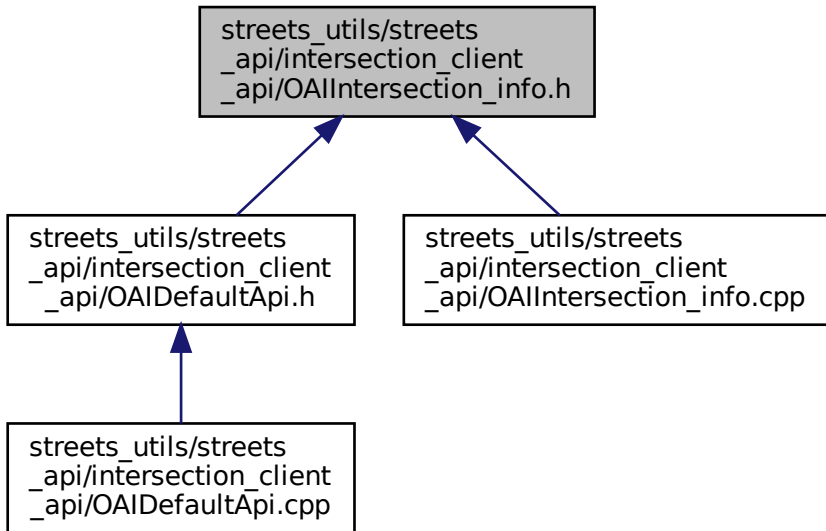 streets_utils/streets
_api/intersection_client
_api/OAIIntersection_info.h
streets_utils/streets
_api/intersection_client
_api/OAIDefaultApi.h
streets_utils/streets
_api/intersection_client
_api/OAIIntersection_info.cpp
streets_utils/streets
_api/intersection_client
_api/OAIDefaultApi.cpp